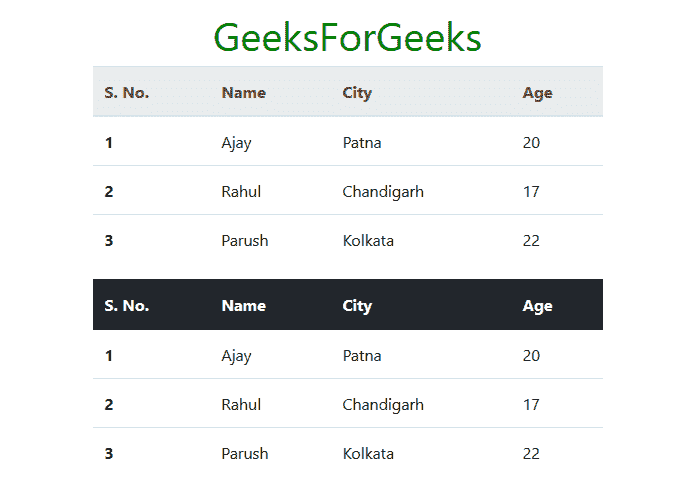 GeeksForGeeks
S. No. Name City Age
1 Ajay Patna 20
2 Rahul Chandigarh 17
3 Parush Kolkata 22
S. No. Name City Age
1 Ajay Patna 20
2 Rahul Chandigarh 17
3 Parush Kolkata 22